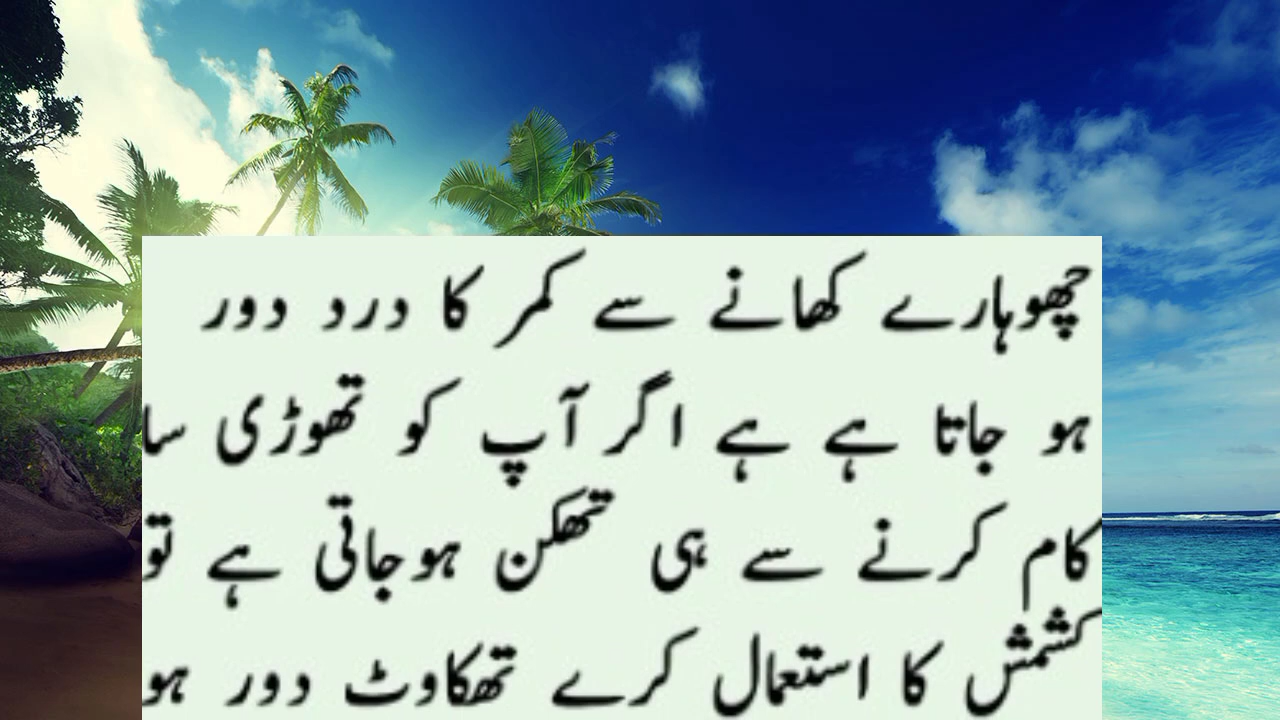 چھوہارے کھانے سے کمر کا درد دور
ہو جاتا ہے ہے اگر آپ کو تھوڑی سا
کام کرنے سے ہی تھکن ہوجاتی ہے تو
کشمش کا استعمال کرے تھکاوٹ دور ہو